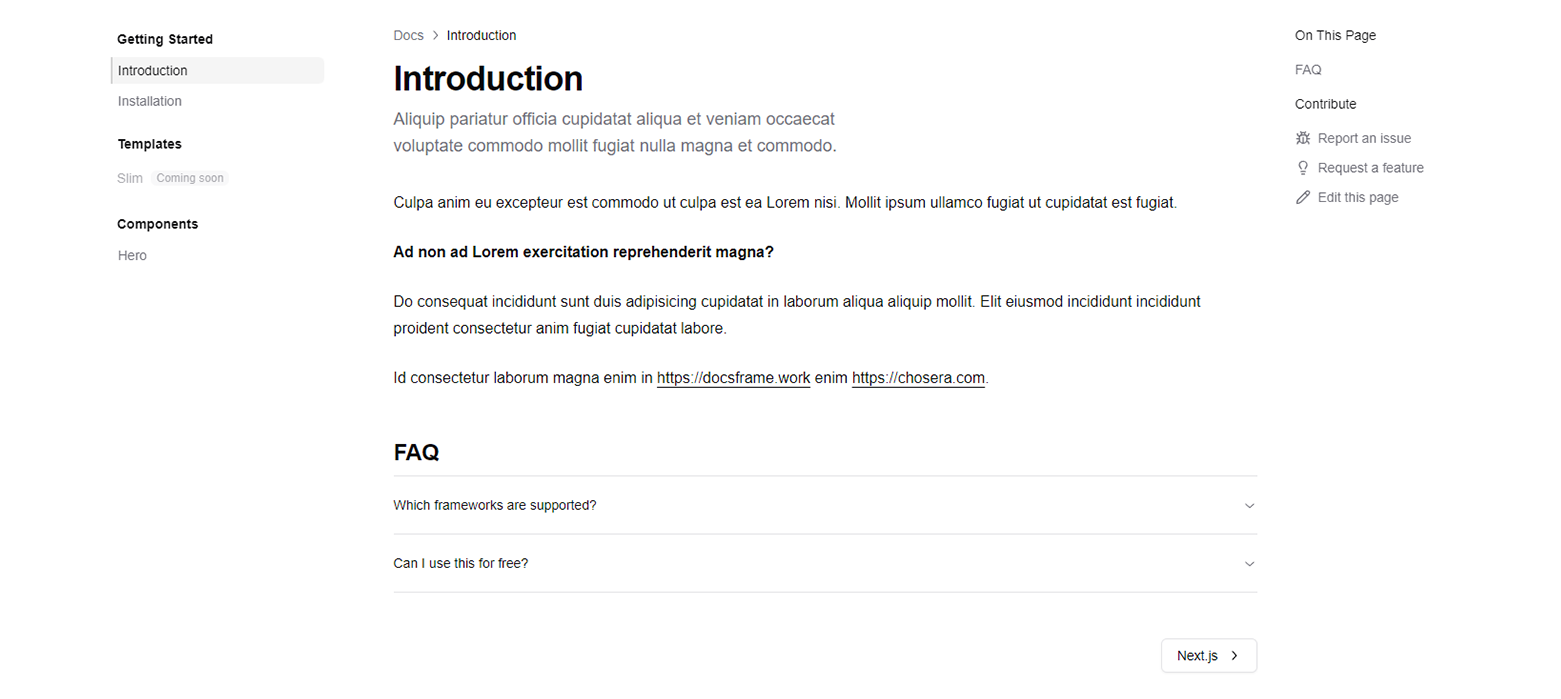 Getting Started
Introduction
Installation
Templates
Slim Coming soon
Components
Hero
Docs Introduction
Introduction
Aliquip pariatur officia cupidatat aliqua et veniam occaecat
voluptate commodo mollit fugiat nulla magna et commodo.
Culpa anim eu excepteur est commodo ut culpa est ea Lorem nisi. Mollit ipsum ullamco fugiat ut cupidatat est fugiat.
Ad non ad Lorem exercitation reprehenderit magna?
Do consequat incididunt sunt duis adipisicing cupidatat in laborum aliqua aliquip mollit. Elit eiusmod incididunt incididunt
proident consectetur anim fugiat cupidatat labore.
Id consectetur laborum magna enim in https://docsframe.work enim https://chosera.com.
FAQ
Which frameworks are supported?
Can I use this for free?
Next.js
On This Page
FAQ
Contribute
Report an issue
Request a feature
Edit this page